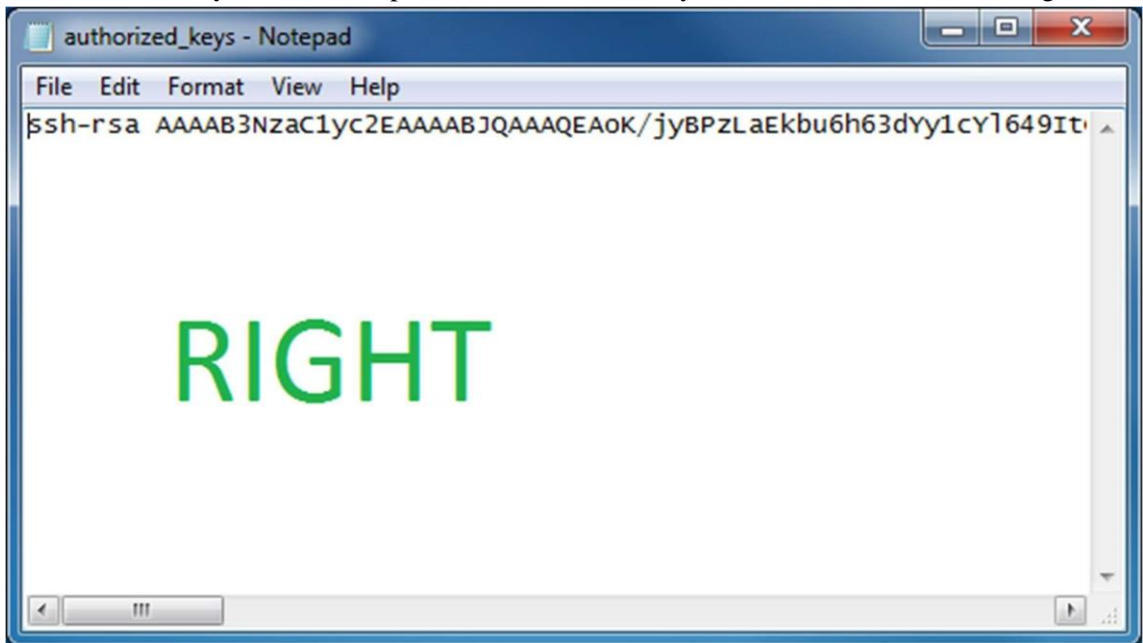 authorized_keys - Notepad
File Edit Format View Help
ssh-rsa AAAAB3NzaC1yc2EAAAABJQAAAQEAoK/jyBPzLaEkbu6h63dYy1cYl649It
RIGHT